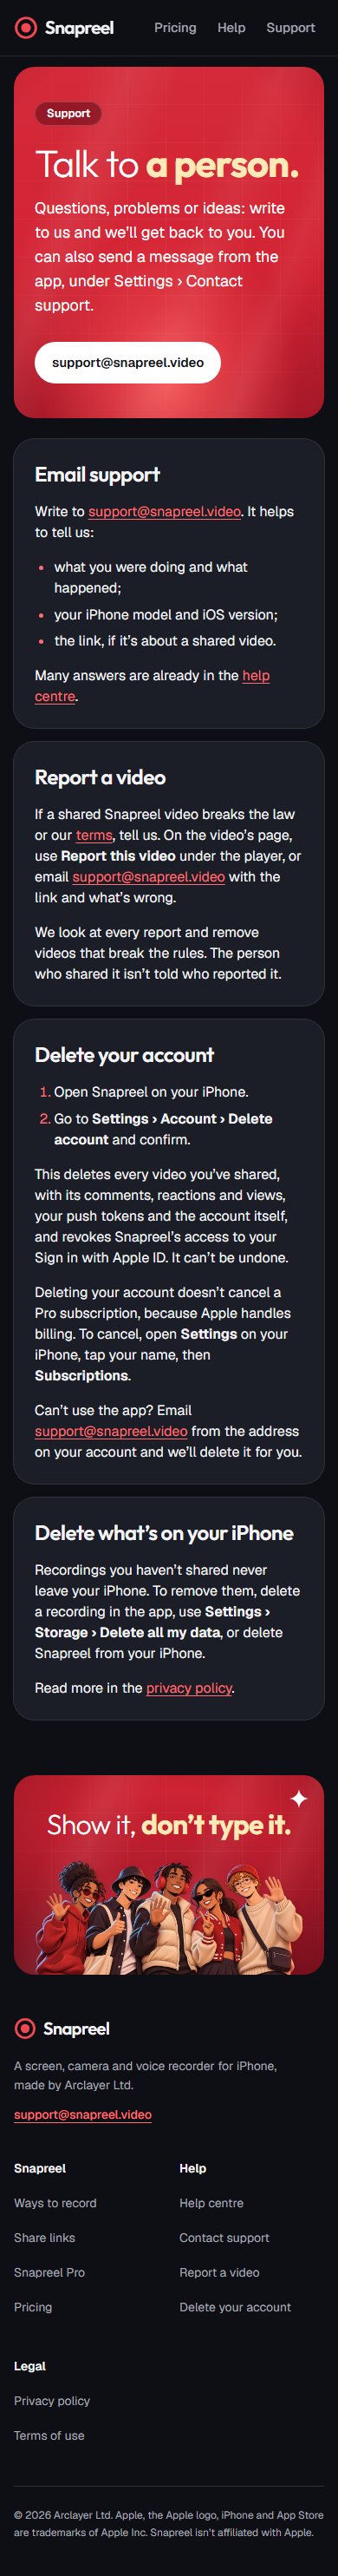 Snapreel Pricing Help Support
Support
Talk to a person.
Questions, problems or ideas: write
to us and we’ll get back to you. You
can also send a message from the
app, under Settings › Contact
support.
support@snapreel.video
Email support
Write to support@snapreel.video. It helps
to tell us:
• what you were doing and what
happened;
• your iPhone model and iOS version;
• the link, if it’s about a shared video.
Many answers are already in the help
centre.
Report a video
If a shared Snapreel video breaks the law
or our terms, tell us. On the video’s page,
use Report this video under the player, or
email support@snapreel.video with the
link and what’s wrong.
We look at every report and remove
videos that break the rules. The person
who shared it isn’t told who reported it.
Delete your account
1. Open Snapreel on your iPhone.
2. Go to Settings › Account › Delete
account and confirm.
This deletes every video you’ve shared,
with its comments, reactions and views,
your push tokens and the account itself,
and revokes Snapreel’s access to your
Sign in with Apple ID. It can’t be undone.
Deleting your account doesn’t cancel a
Pro subscription, because Apple handles
billing. To cancel, open Settings on your
iPhone, tap your name, then
Subscriptions.
Can’t use the app? Email
support@snapreel.video from the address
on your account and we’ll delete it for you.
Delete what’s on your iPhone
Recordings you haven’t shared never
leave your iPhone. To remove them, delete
a recording in the app, use Settings ›
Storage › Delete all my data, or delete
Snapreel from your iPhone.
Read more in the privacy policy.
Show it, don’t type it.
Snapreel
A screen, camera and voice recorder for iPhone,
made by Arclayer Ltd.
support@snapreel.video
Snapreel
Ways to record
Share links
Snapreel Pro
Pricing
Help
Help centre
Contact support
Report a video
Delete your account
Legal
Privacy policy
Terms of use
© 2026 Arclayer Ltd. Apple, the Apple logo, iPhone and App Store
are trademarks of Apple Inc. Snapreel isn’t affiliated with Apple.